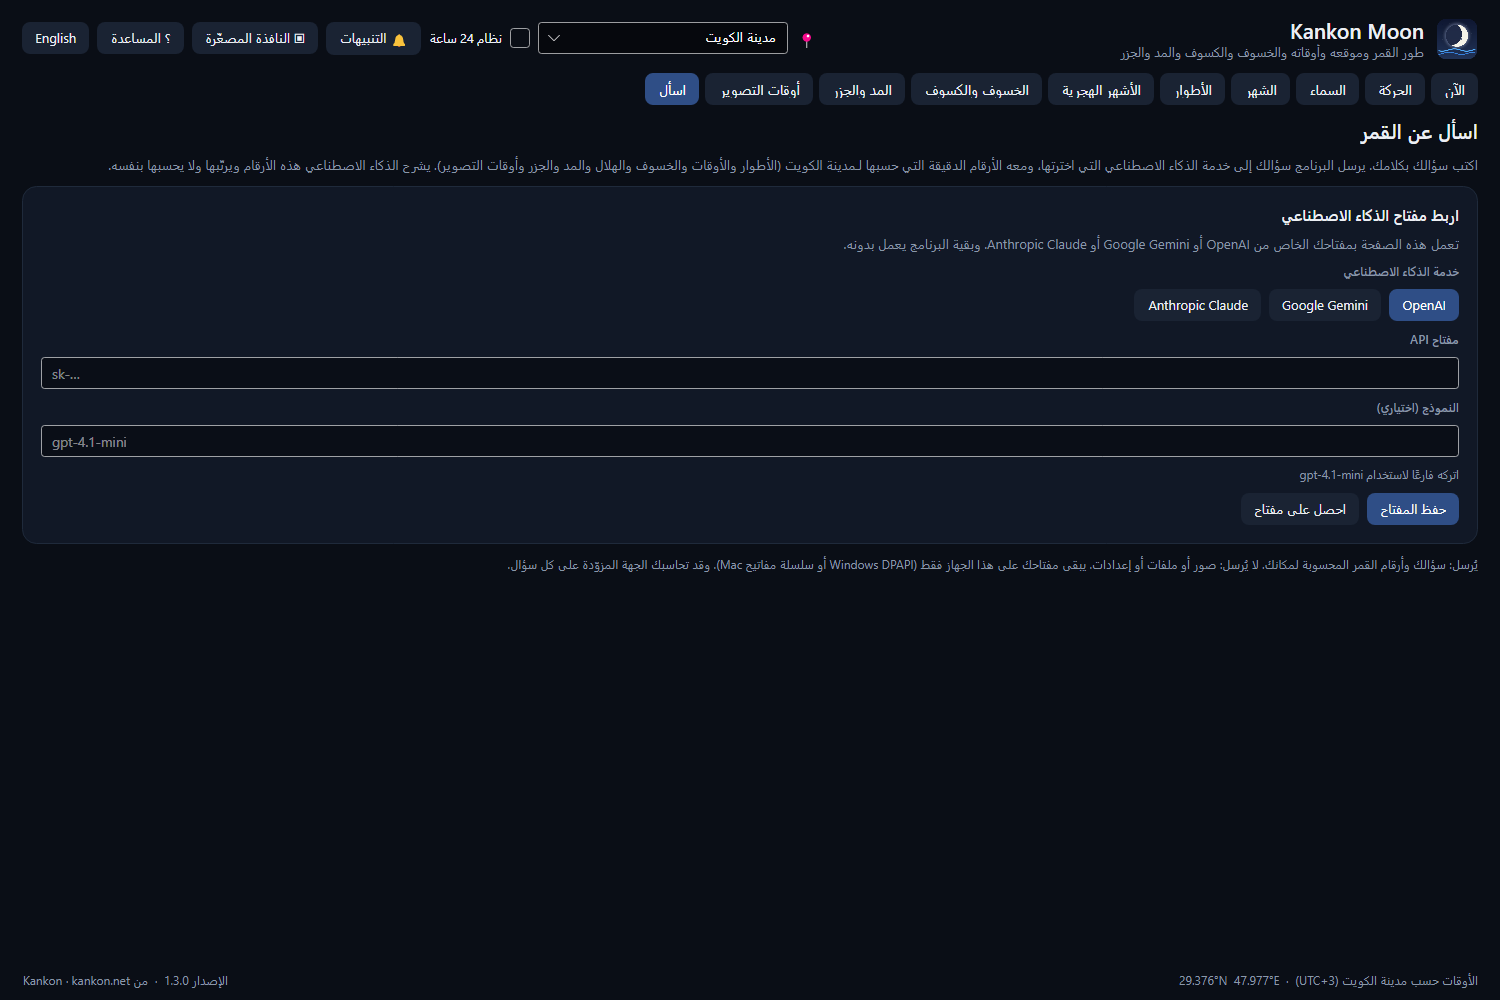 Kankon Moon
طور القمر وموقعه وأوقاته والخسوف والكسوف والمد والجزر
مدينة الكويت
نظام 24 ساعة
التنبيهات
النافذة المصغّرة
؟ المساعدة
English
الآن
الحركة
السماء
الشهر
الأطوار
الأشهر الهجرية
الخسوف والكسوف
المد والجزر
أوقات التصوير
اسأل
اسأل عن القمر
اكتب سؤالك بكلامك. يرسل البرنامج سؤالك إلى خدمة الذكاء الاصطناعي التي اخترتها، ومعه الأرقام الدقيقة التي حسبها لـمدينة الكويت (الأطوار والأوقات والخسوف والهلال والمد والجزر وأوقات التصوير). يشرح الذكاء الاصطناعي هذه الأرقام ويرتّبها ولا يحسبها بنفسه.
اربط مفتاح الذكاء الاصطناعي
تعمل هذه الصفحة بمفتاحك الخاص من OpenAI أو Google Gemini أو Anthropic Claude. وبقية البرنامج يعمل بدونه.
خدمة الذكاء الاصطناعي
OpenAI
Google Gemini
Anthropic Claude
مفتاح API
sk-...
النموذج (اختياري)
gpt-4.1-mini
اتركه فارغًا لاستخدام gpt-4.1-mini
حفظ المفتاح
احصل على مفتاح
يُرسل: سؤالك وأرقام القمر المحسوبة لمكانك. لا يُرسل: صور أو ملفات أو إعدادات. يبقى مفتاحك على هذا الجهاز فقط (Windows DPAPI أو سلسلة مفاتيح Mac). وقد تحاسبك الجهة المزوّدة على كل سؤال.
الأوقات حسب مدينة الكويت (UTC+3) · 29.376°N 47.977°E
الإصدار 1.3.0 · من Kankon · kankon.net